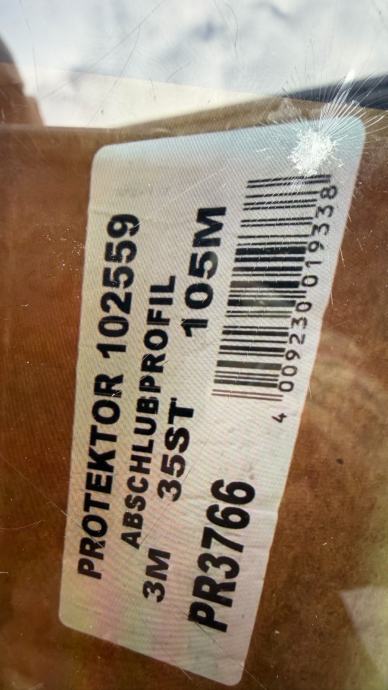 PROTEKTOR 102559
ABSCHLUBPROFIL
3M 35ST 105M
PR3766
4 009230 019338